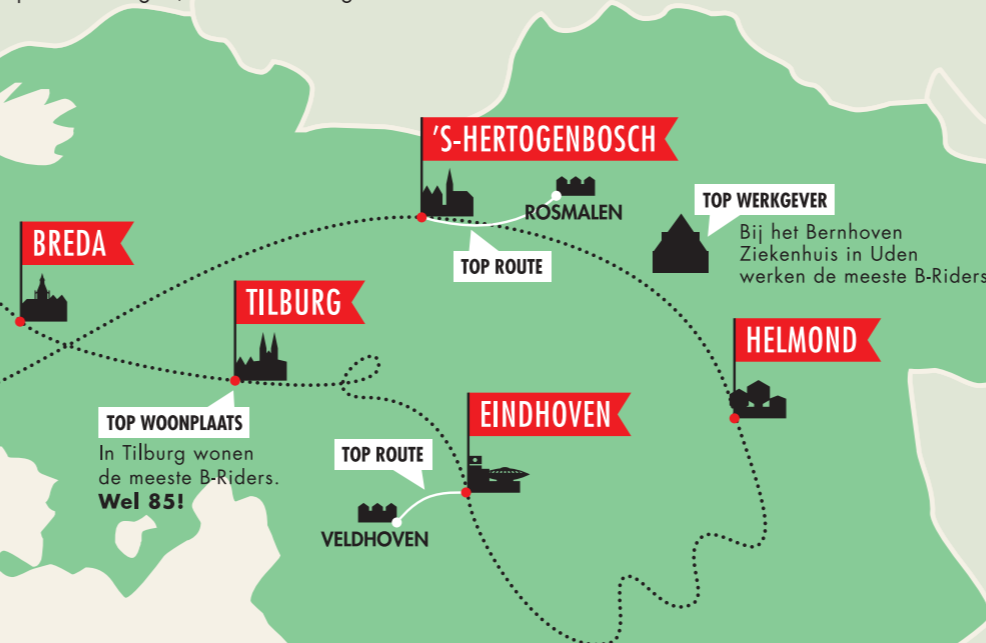 'S-HERTOGENBOSCH
ROSMALEN
TOP ROUTE
TOP WERKGEVER
Bij het Bernhoven
Ziekenhuis in Uden
werken de meeste B-Riders
BREDA
TILBURG
HELMOND
TOP WOONPLAATS
In Tilburg wonen
de meeste B-Riders.
Wel 85!
EINDHOVEN
TOP ROUTE
VELDHOVEN